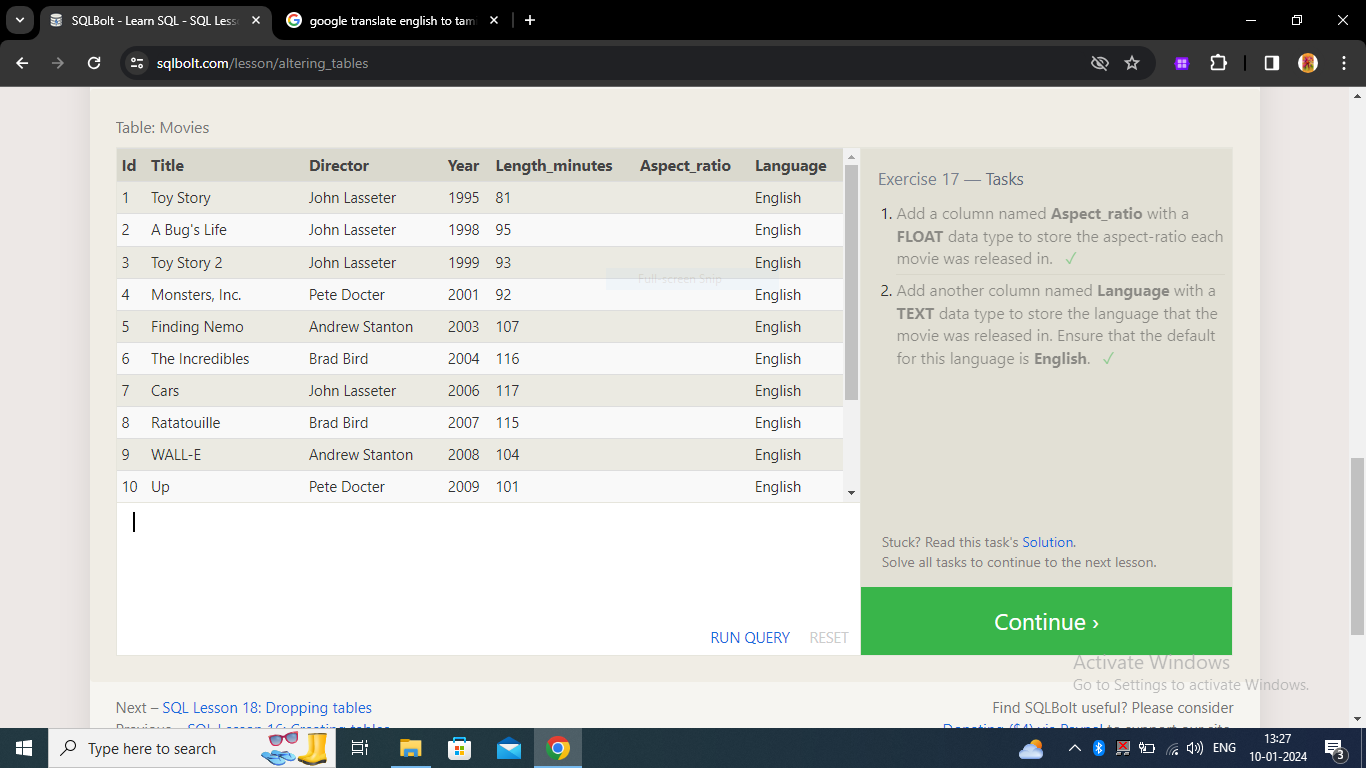 SQLBolt - Learn SQL - SQL Less
google translate english to tam
sqlbolt.com/lesson/altering_tables
Table: Movies
Id Title Director Year Length_minutes Aspect_ratio Language
1 Toy Story John Lasseter 1995 81 English
2 A Bug's Life John Lasseter 1998 95 English
3 Toy Story 2 John Lasseter 1999 93 English
Full-screen Snip
4 Monsters, Inc. Pete Docter 2001 92 English
5 Finding Nemo Andrew Stanton 2003 107 English
6 The Incredibles Brad Bird 2004 116 English
7 Cars John Lasseter 2006 117 English
8 Ratatouille Brad Bird 2007 115 English
9 WALL-E Andrew Stanton 2008 104 English
10 Up Pete Docter 2009 101 English
RUN QUERY RESET
Exercise 17 — Tasks
1. Add a column named Aspect_ratio with a
FLOAT data type to store the aspect-ratio each
movie was released in. ✓
2. Add another column named Language with a
TEXT data type to store the language that the
movie was released in. Ensure that the default
for this language is English. ✓
Stuck? Read this task's Solution.
Solve all tasks to continue to the next lesson.
Continue ›
Activate Windows
Go to Settings to activate Windows.
Next – SQL Lesson 18: Dropping tables
Find SQLBolt useful? Please consider
Previous – SQL Lesson 16: Creating tables
Donating ($4) via Paypal to support our site.
Type here to search
ENG
13:27
10-01-2024
3